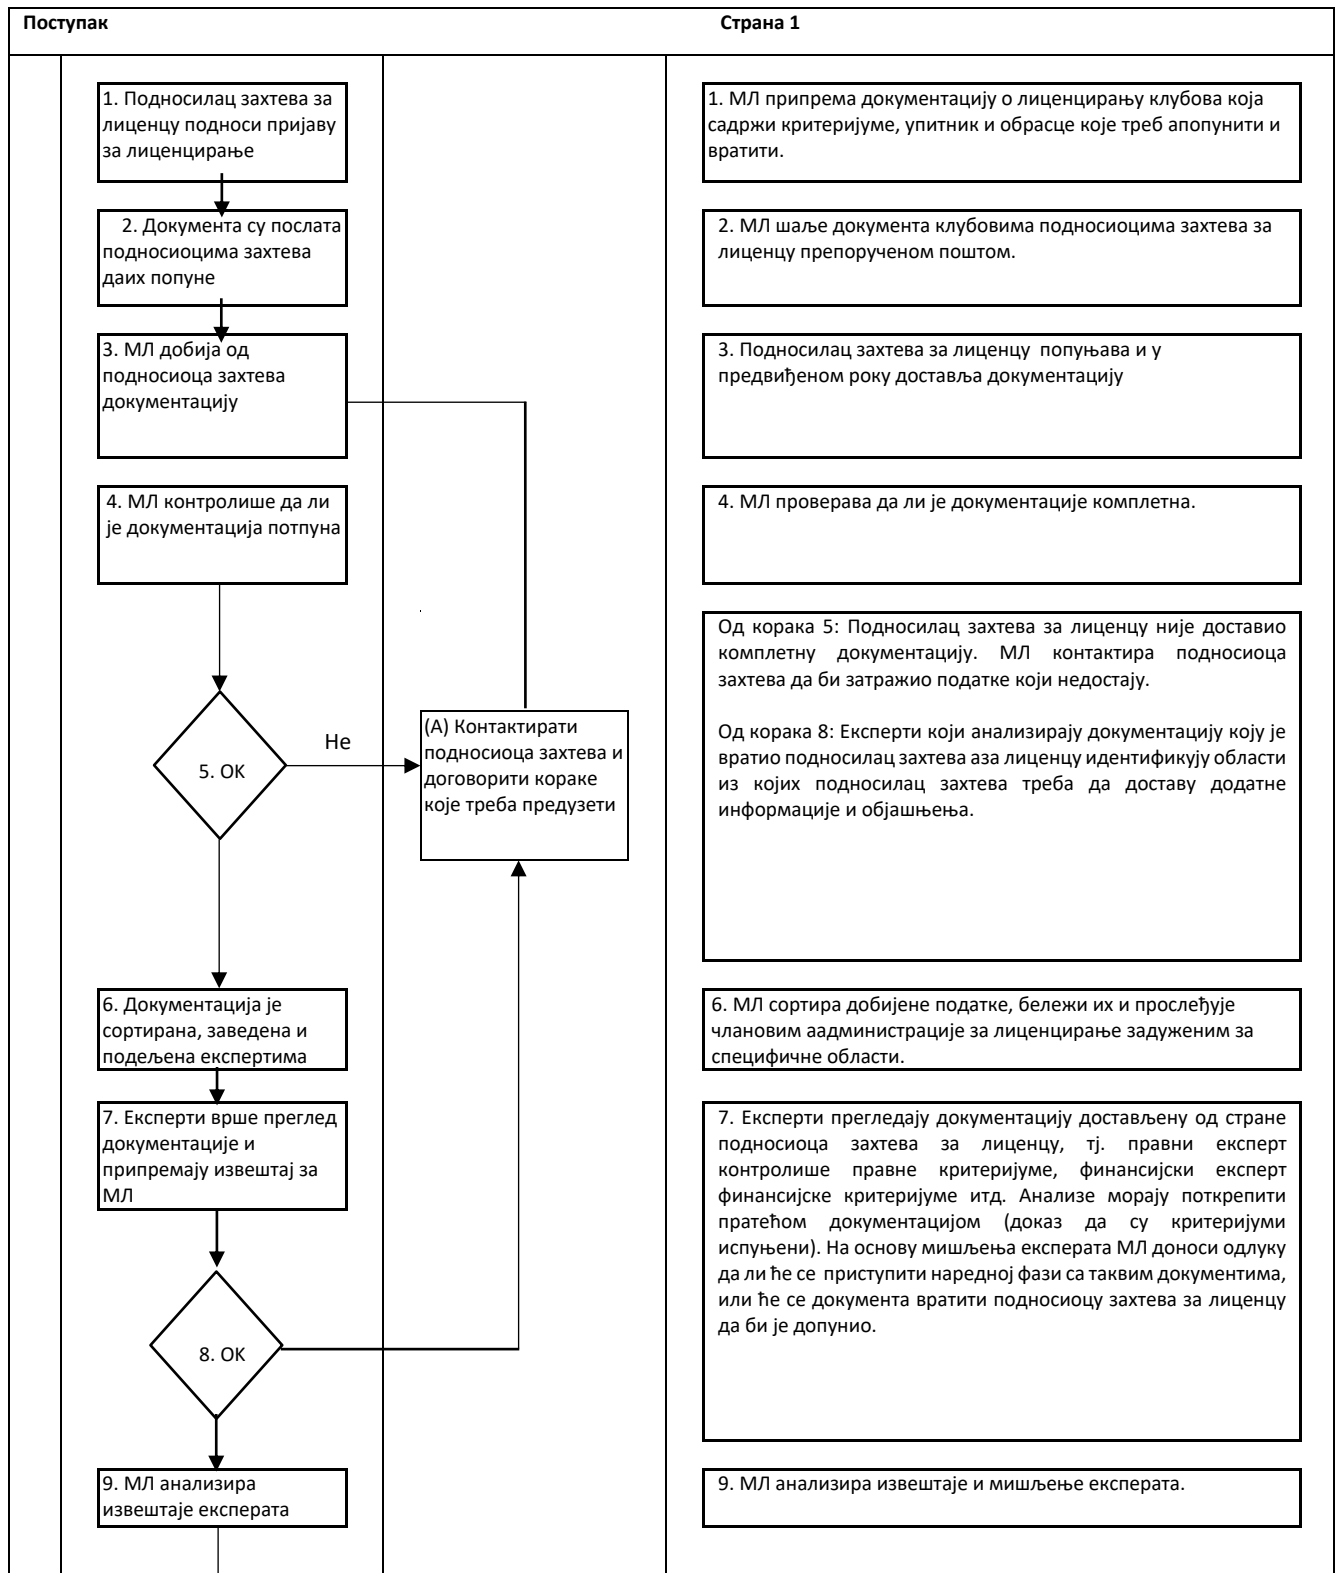 Поступак
Страна 1
1. Подносилац захтева за
лиценцу подноси пријаву
за лиценцирање
1. МЛ припрема документацију о лиценцирању клубова која
садржи критеријуме, упитник и обрасце које треб апопунити и
вратити.
2. Документа су послата
подносиоцима захтева
даих попуне
2. МЛ шаље документа клубовима подносиоцима захтева за
лиценцу препорученом поштом.
3. МЛ добија од
подносиоца захтева
документацију
3. Подносилац захтева за лиценцу попуњава и у
предвиђеном року доставља документацију
4. МЛ контролише да ли
је документација потпуна
4. МЛ проверава да ли је документације комплетна.
5. ОК
Не
(А) Контактирати
подносиоца захтева и
договорити кораке
које треба предузети
Од корака 5: Подносилац захтева за лиценцу није доставио
комплетну документацију. МЛ контактира подносиоца
захтева да би затражио податке који недостају.
Од корака 8: Експерти који анализирају документацију коју је
вратио подносилац захтева аза лиценцу идентификују области
из којих подносилац захтева треба да доставу додатне
информације и објашњења.
6. Документација је
сортирана, заведена и
подељена експертима
6. МЛ сортира добијене податке, бележи их и прослеђује
члановим аадминистрације за лиценцирање задуженим за
специфичне области.
7. Експерти врше преглед
документације и
припремају извештај за
МЛ
7. Експерти прегледају документацију достављену од стране
подносиоца захтева за лиценцу, тј. правни експерт
контролише правне критеријуме, финансијски експерт
финансијске критеријуме итд. Анализе морају поткрепити
пратећом документацијом (доказ да су критеријуми
испуњени). На основу мишљења експерата МЛ доноси одлуку
да ли ће се приступити наредној фази са таквим документима,
или ће се документа вратити подносиоцу захтева за лиценцу
да би је допунио.
8. ОК
9. МЛ анализира
извештаје експерата
9. МЛ анализира извештаје и мишљење експерата.